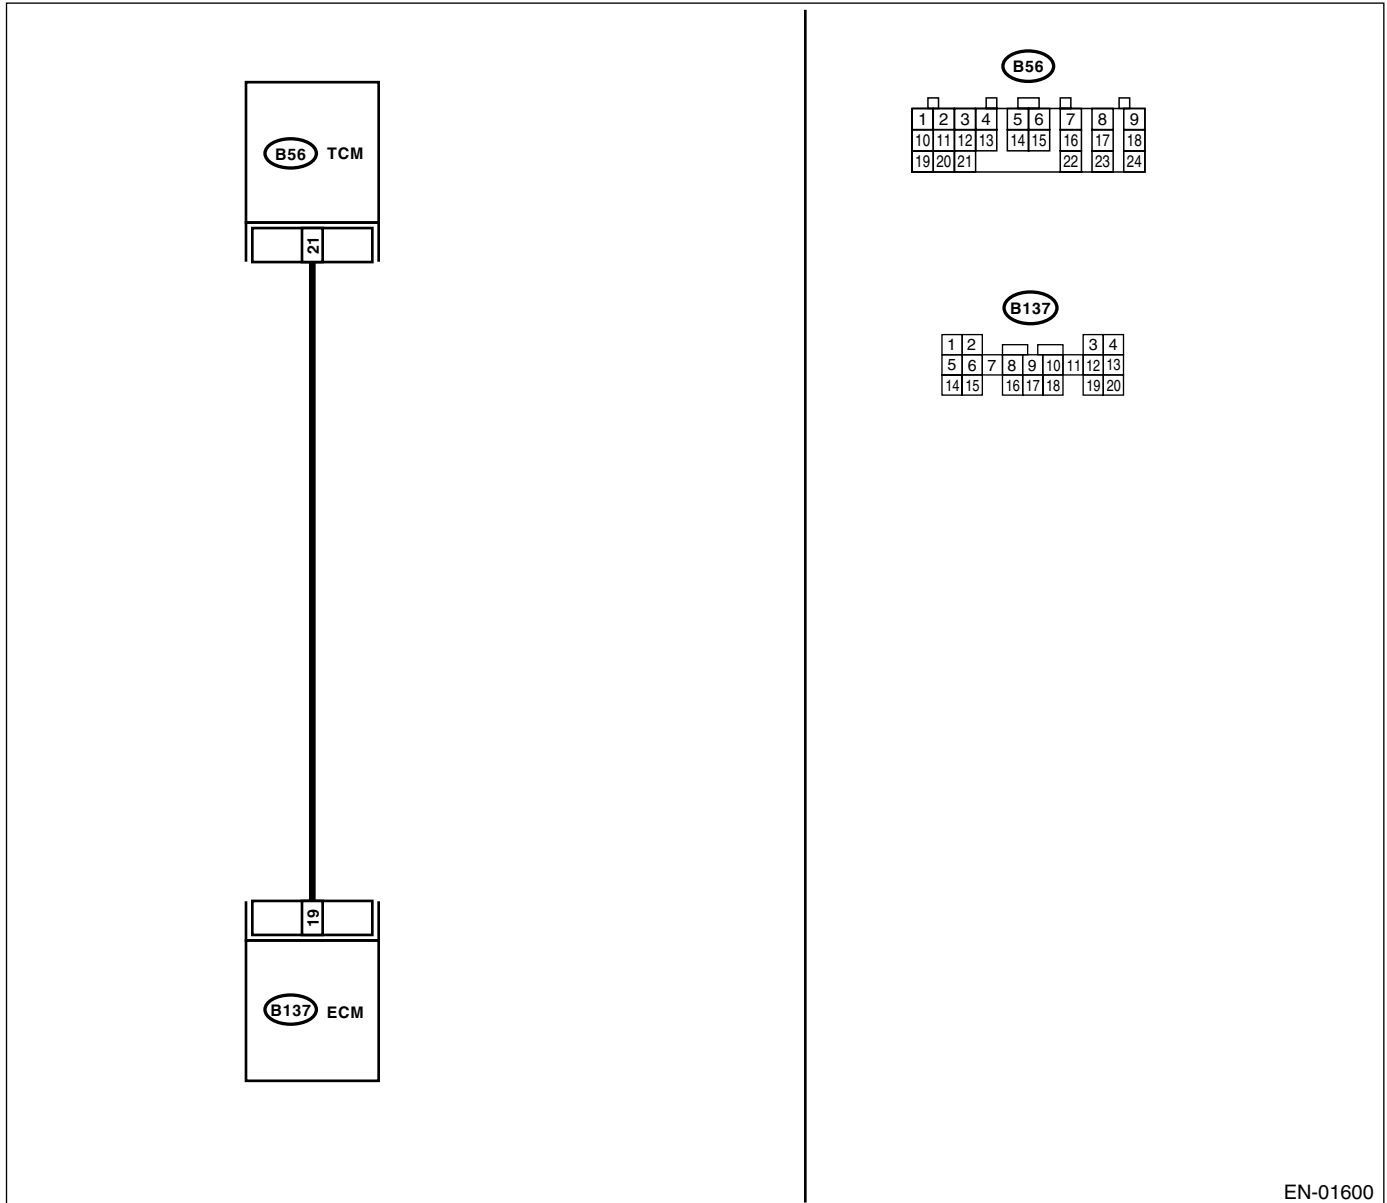 B56 TCM
21
19
B137 ECM
B56
1 2 3 4 5 6 7 8 9
10 11 12 13 14 15 16 17 18
19 20 21 22 23 24
B137
1 2 3 4
5 6 7 8 9 10 11 12 13
14 15 16 17 18 19 20
EN-01600